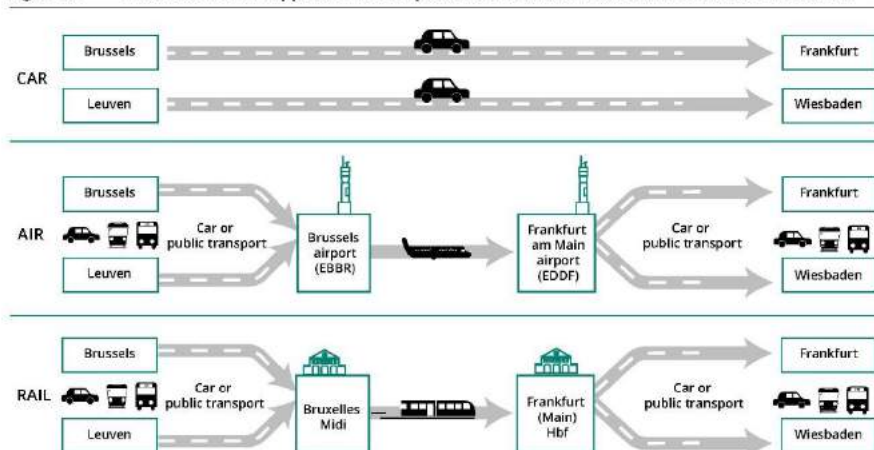 Brussels
Frankfurt
CAR
Leuven
Wiesbaden
Brussels
Frankfurt
AIR
Car or
public transport
Brussels
airport
(EBBR)
Frankfurt
am Main
airport
(EDDF)
Car or
public transport
Leuven
Wiesbaden
Brussels
Frankfurt
RAIL
Car or
public transport
Bruxelles
Midi
Frankfurt
(Main)
Hbf
Car or
public transport
Leuven
Wiesbaden